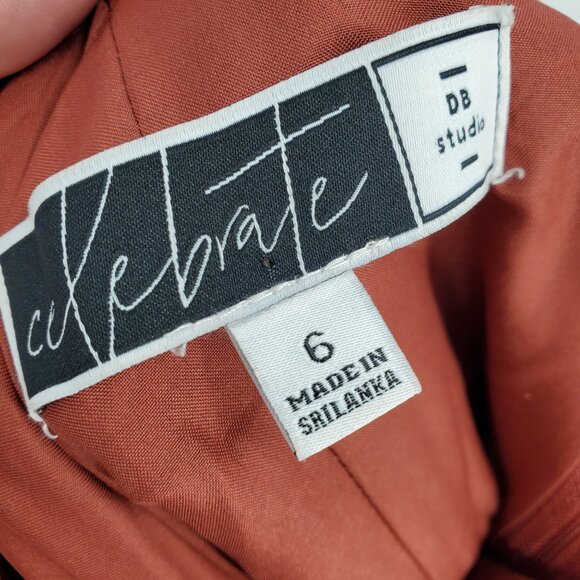 celebrate
DB
studio
6
MADE IN
SRILANKA